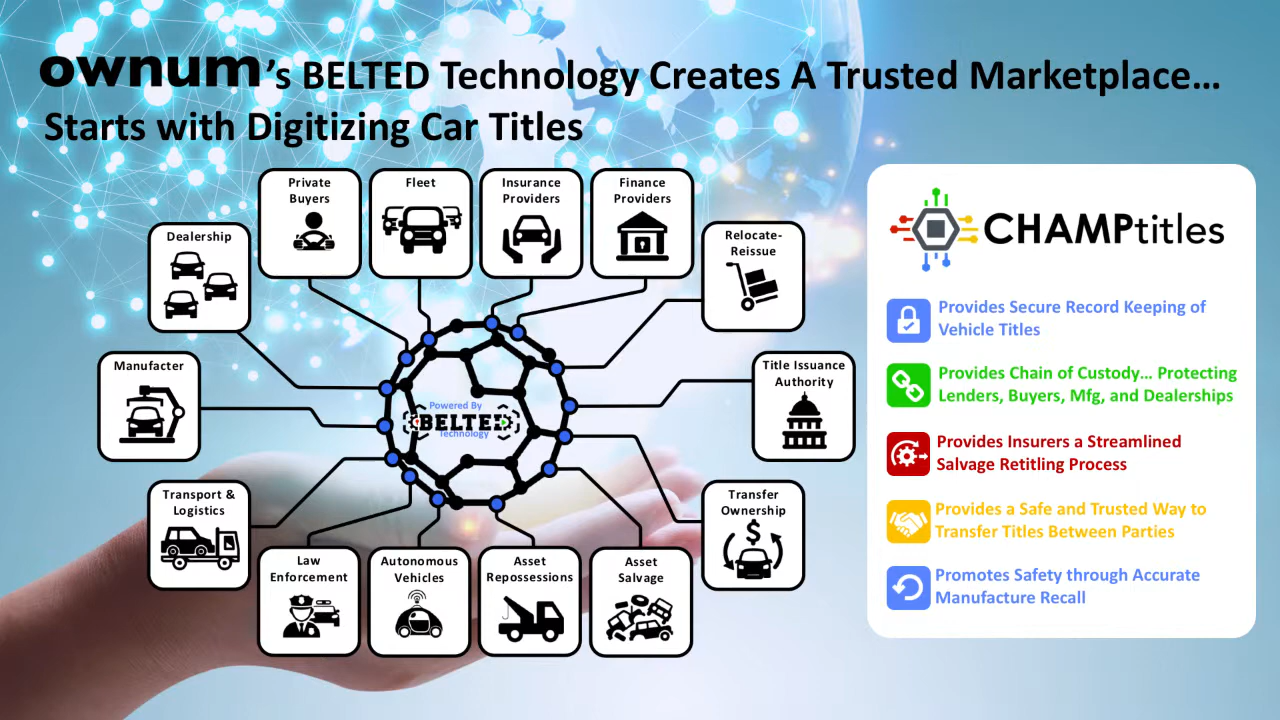 ownum's BELTED Technology Creates A Trusted Marketplace...
Starts with Digitizing Car Titles
Private
Buyers
Fleet
Insurance
Providers
Finance
Providers
Dealership
Relocate-
Reissue
Manufacter
Title Issuance
Authority
Powered By
BELTED
Technology
Transport &
Logistics
Transfer
Ownership
$
Law
Enforcement
Autonomous
Vehicles
Asset
Repossessions
Asset
Salvage
CHAMPtitles
Provides Secure Record Keeping of
Vehicle Titles
Provides Chain of Custody... Protecting
Lenders, Buyers, Mfg, and Dealerships
Provides Insurers a Streamlined
Salvage Retitling Process
Provides a Safe and Trusted Way to
Transfer Titles Between Parties
Promotes Safety through Accurate
Manufacture Recall